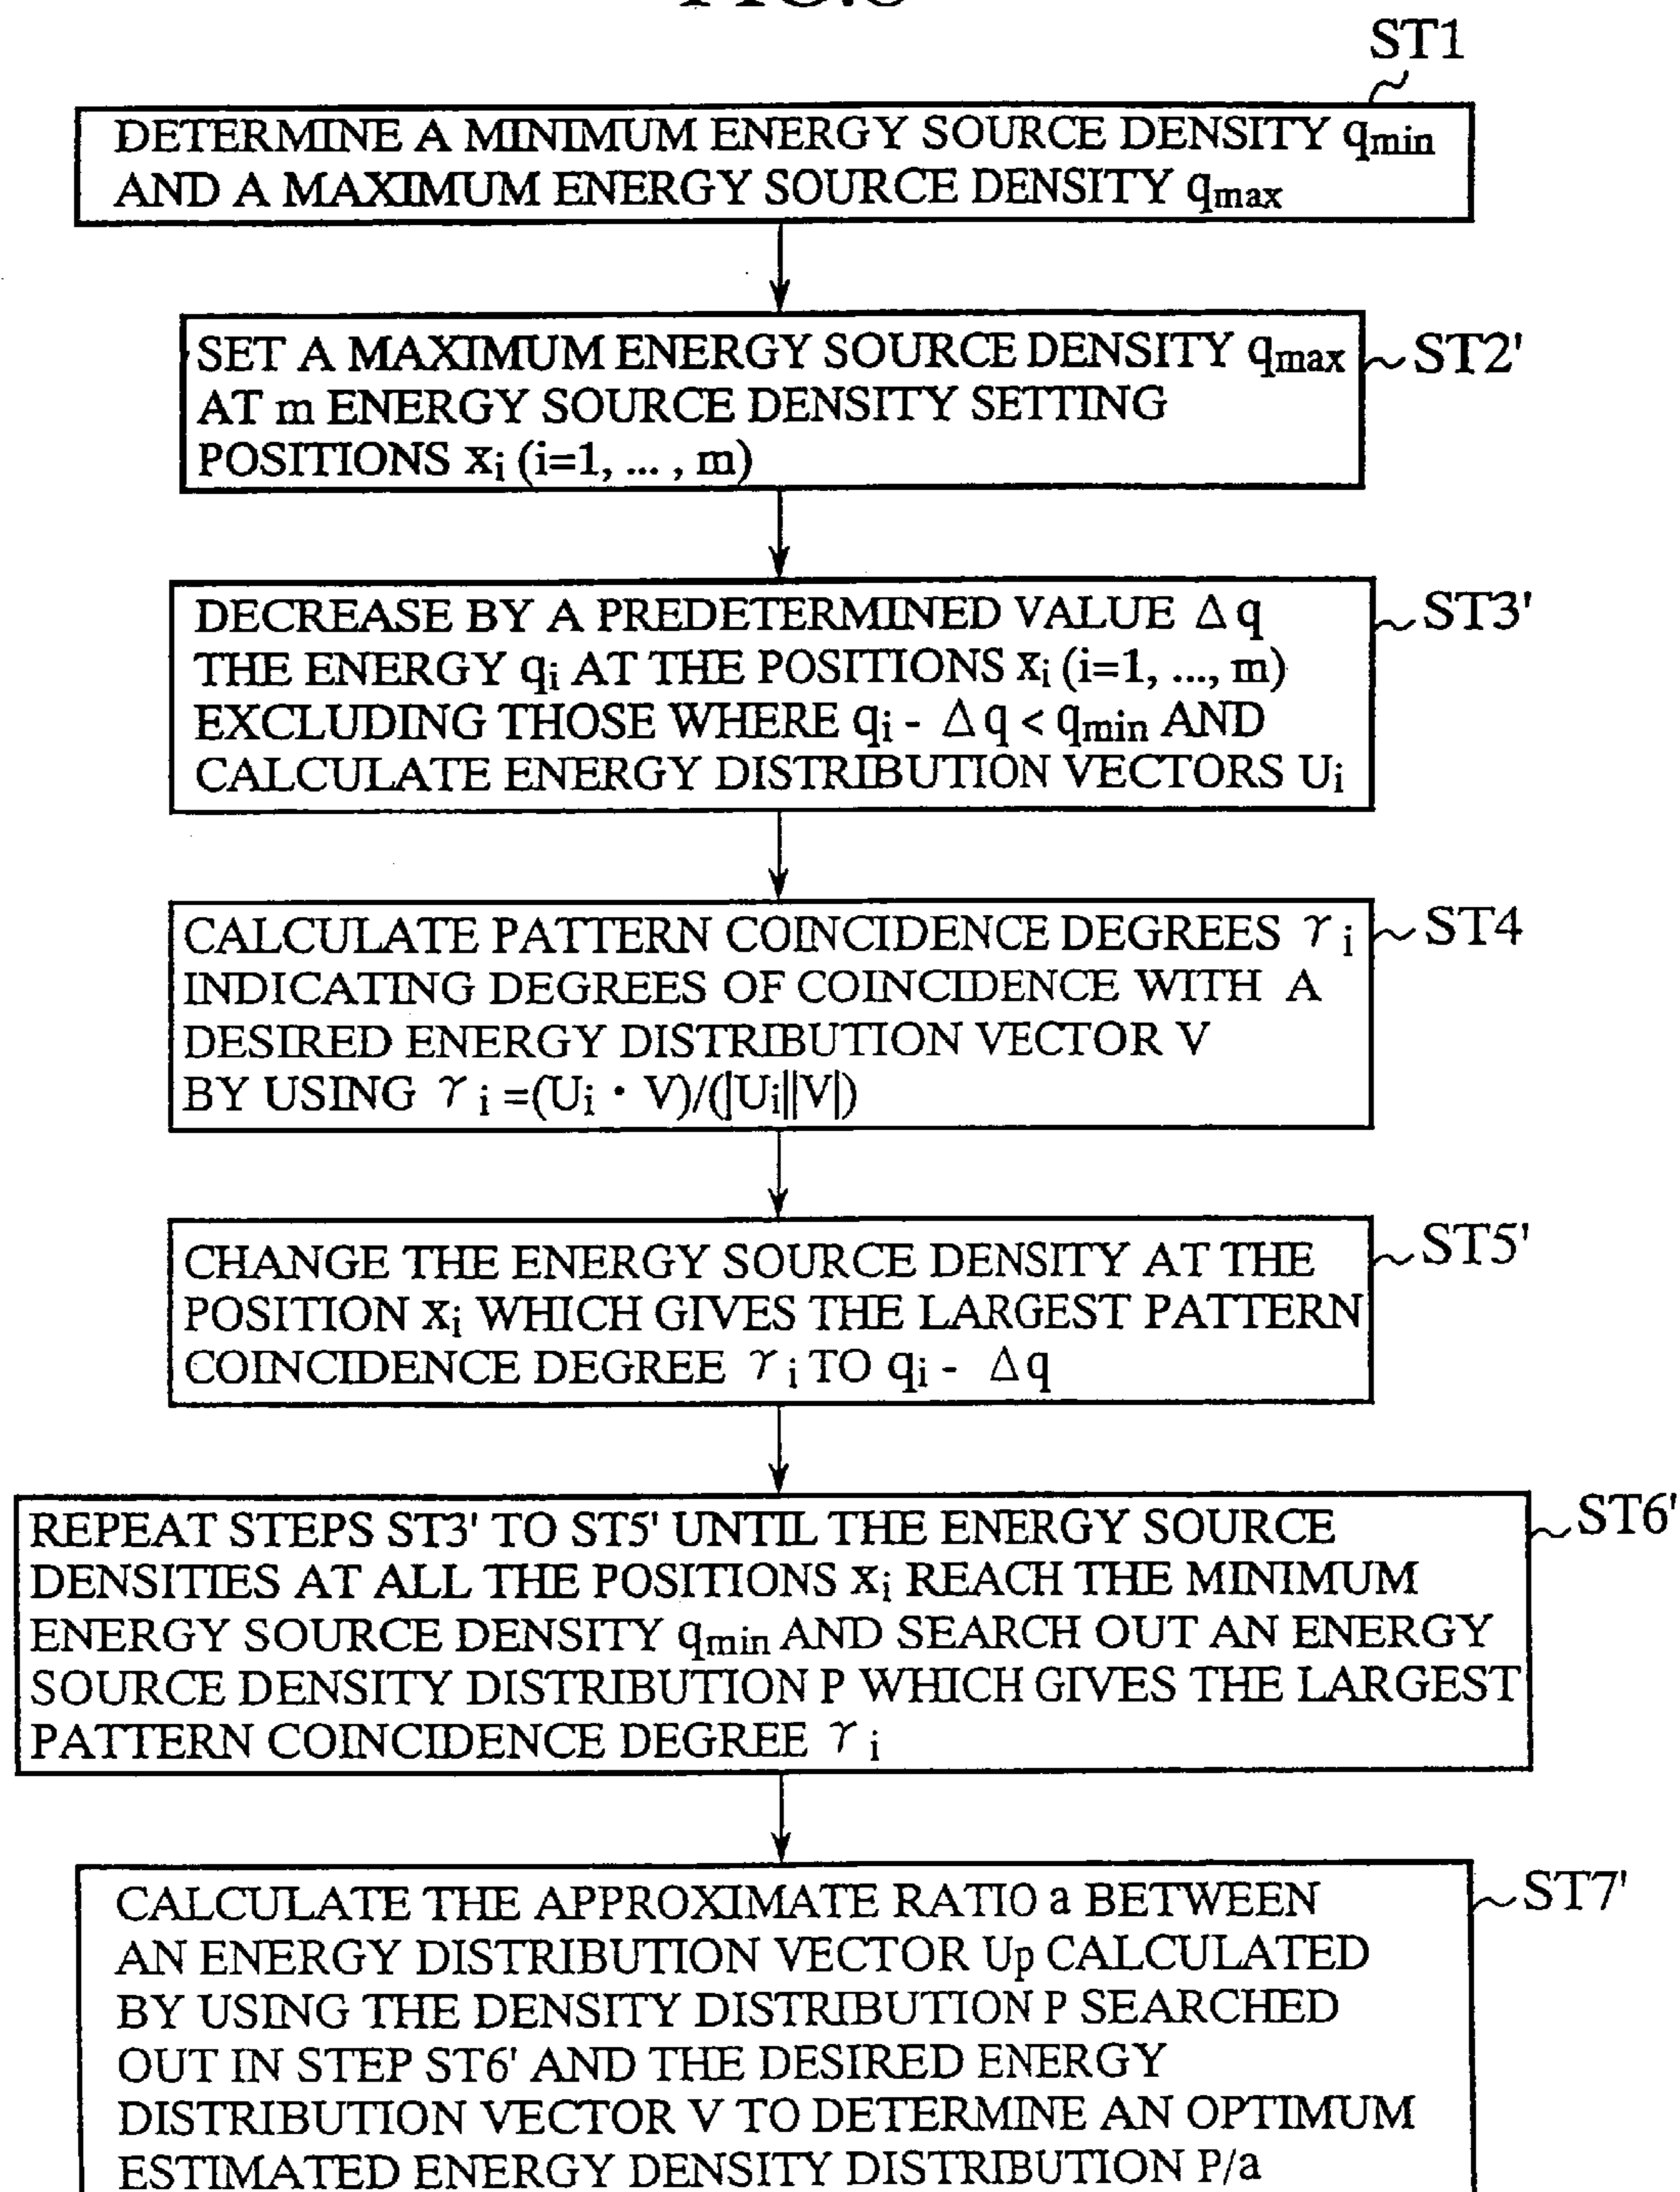 ST1
DETERMINE A MINIMUM ENERGY SOURCE DENSITY qmin
AND A MAXIMUM ENERGY SOURCE DENSITY qmax
SET A MAXIMUM ENERGY SOURCE DENSITY qmax
AT m ENERGY SOURCE DENSITY SETTING
POSITIONS xi (i=1, ... , m)
ST2'
DECREASE BY A PREDETERMINED VALUE Δq
THE ENERGY qi AT THE POSITIONS xi (i=1, ..., m)
EXCLUDING THOSE WHERE qi - Δq < qmin AND
CALCULATE ENERGY DISTRIBUTION VECTORS Ui
ST3'
CALCULATE PATTERN COINCIDENCE DEGREES γi
INDICATING DEGREES OF COINCIDENCE WITH A
DESIRED ENERGY DISTRIBUTION VECTOR V
BY USING γi =(Ui · V)/(|Ui||V|)
ST4
CHANGE THE ENERGY SOURCE DENSITY AT THE
POSITION xi WHICH GIVES THE LARGEST PATTERN
COINCIDENCE DEGREE γi TO qi - Δq
ST5'
REPEAT STEPS ST3' TO ST5' UNTIL THE ENERGY SOURCE
DENSITIES AT ALL THE POSITIONS xi REACH THE MINIMUM
ENERGY SOURCE DENSITY qmin AND SEARCH OUT AN ENERGY
SOURCE DENSITY DISTRIBUTION P WHICH GIVES THE LARGEST
PATTERN COINCIDENCE DEGREE γi
ST6'
CALCULATE THE APPROXIMATE RATIO a BETWEEN
AN ENERGY DISTRIBUTION VECTOR Up CALCULATED
BY USING THE DENSITY DISTRIBUTION P SEARCHED
OUT IN STEP ST6' AND THE DESIRED ENERGY
DISTRIBUTION VECTOR V TO DETERMINE AN OPTIMUM
ESTIMATED ENERGY DENSITY DISTRIBUTION P/a
ST7'